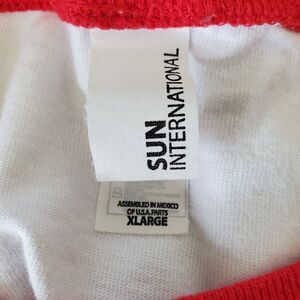 SUN
INTERNATIONAL
ASSEMBLED IN MEXICO
OF U.S.A. PARTS
XLARGE